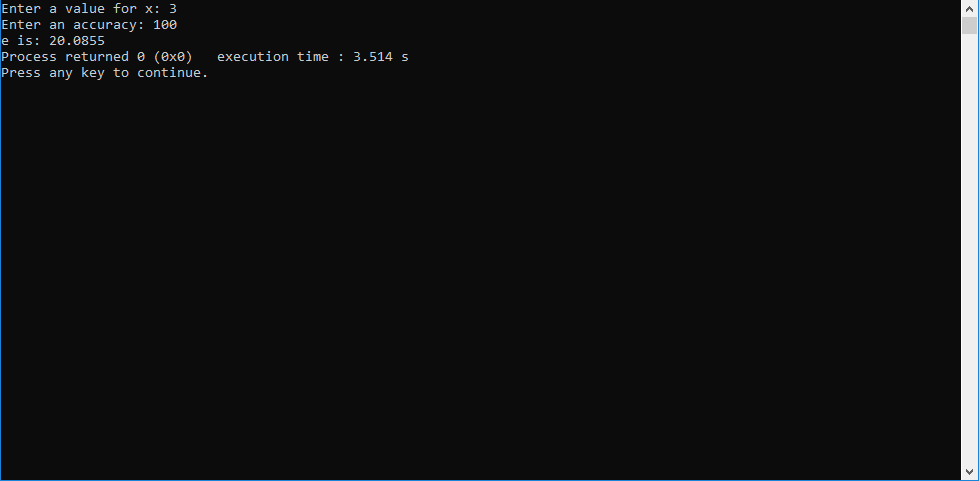 Enter a value for x: 3
Enter an accuracy: 100
e is: 20.0855
Process returned 0 (0x0)   execution time : 3.514 s
Press any key to continue.